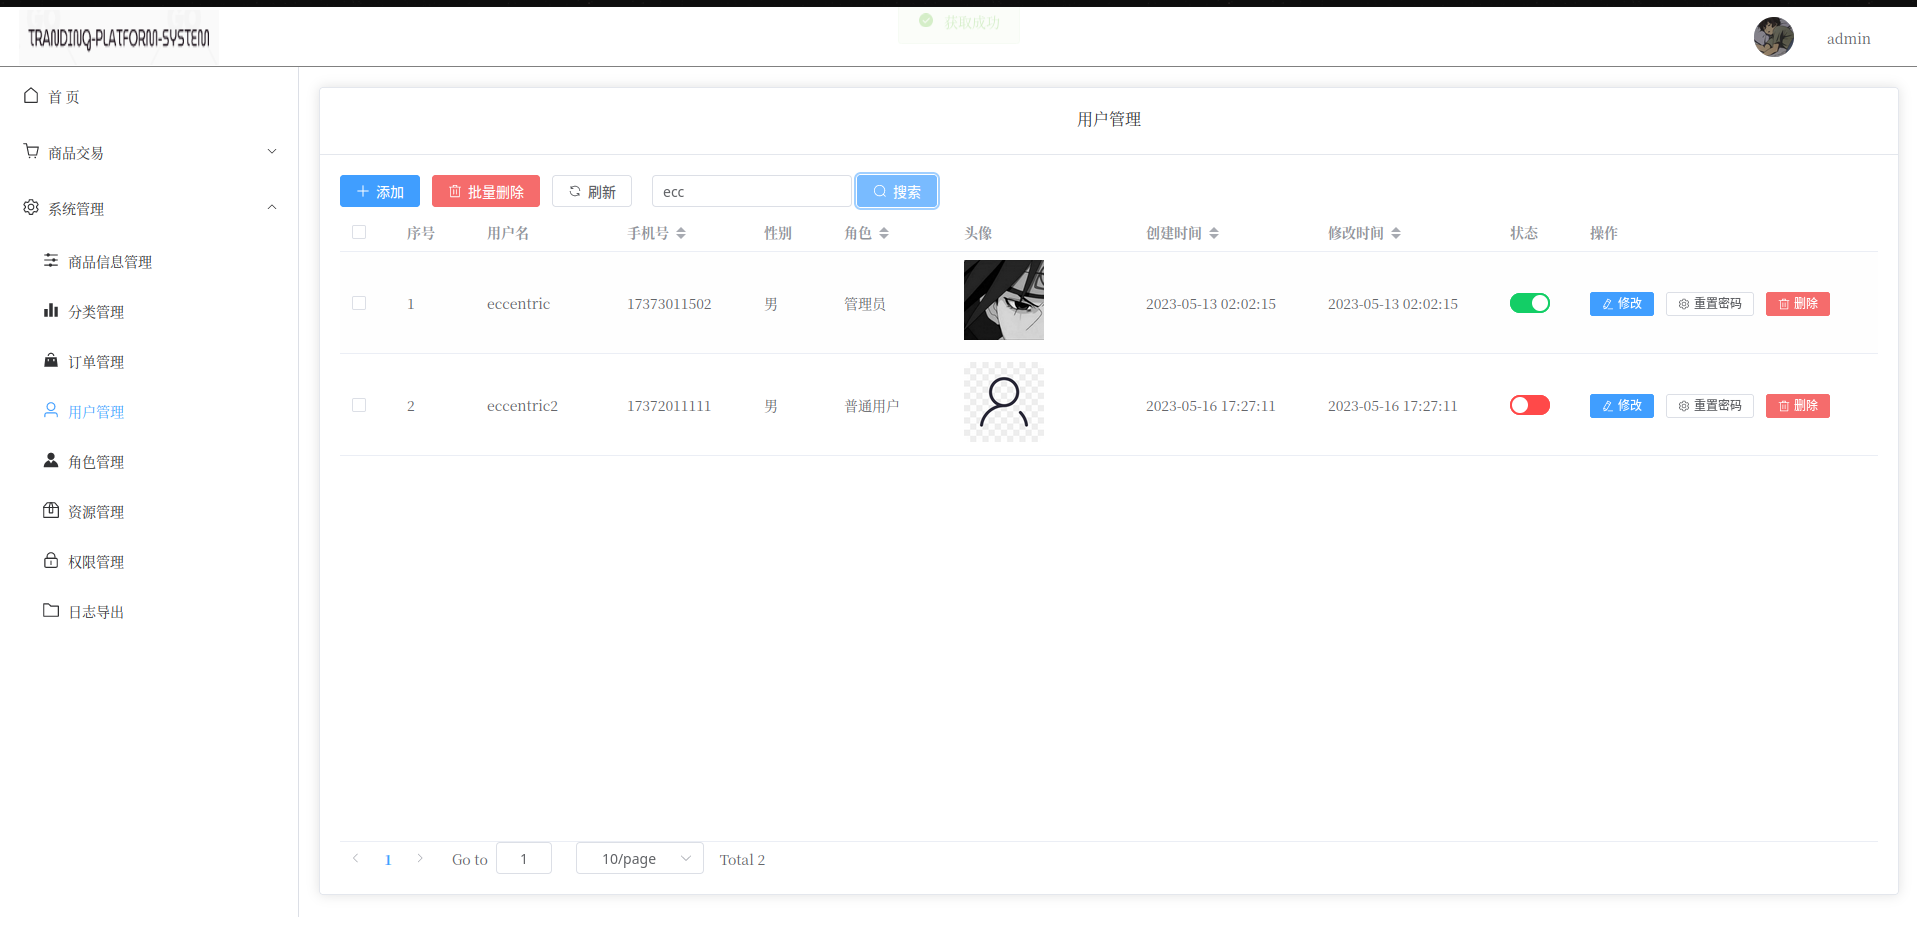 TRANDING-PLATFORM-SYSTEM
获取成功
admin
首 页
商品交易
系统管理
商品信息管理
分类管理
订单管理
用户管理
角色管理
资源管理
权限管理
日志导出
用户管理
添加 批量删除 刷新 ecc 搜索
序号 用户名 手机号 性别 角色 头像 创建时间 修改时间 状态 操作
1 eccentric 17373011502 男 管理员 2023-05-13 02:02:15 2023-05-13 02:02:15 修改 重置密码 删除
2 eccentric2 17372011111 男 普通用户 2023-05-16 17:27:11 2023-05-16 17:27:11 修改 重置密码 删除
1 Go to 1 10/page Total 2